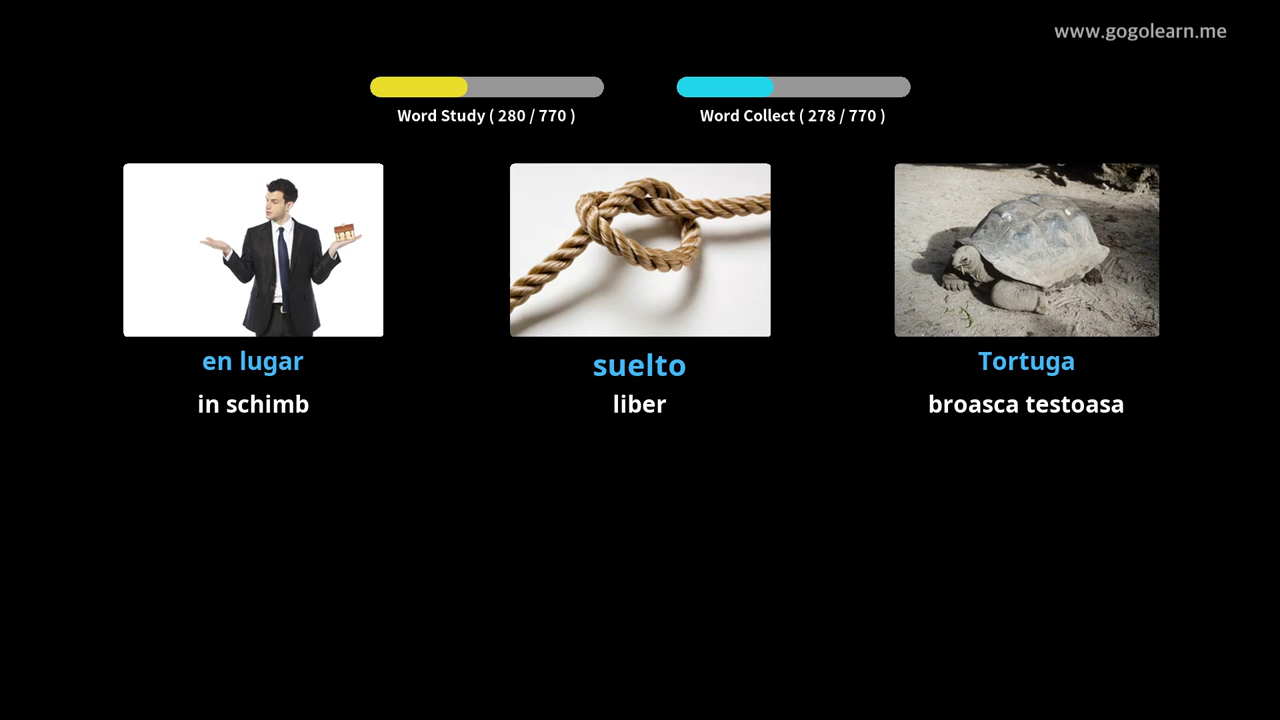 www.gogolearn.me
Word Study ( 280 / 770 )
Word Collect ( 278 / 770 )
en lugar
suelto
Tortuga
in schimb
liber
broasca testoasa